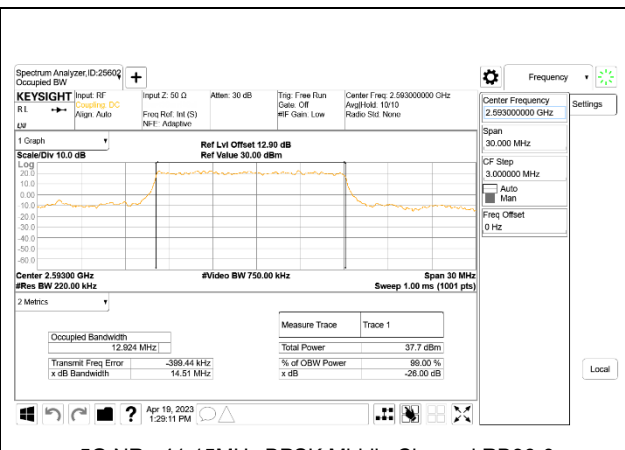 Spectrum Analyzer,ID:25602
Occupied BW
+
Frequency
KEYSIGHT
R L
Input: RF
Coupling: DC
Align: Auto
Input Z: 50 Ω
Freq Ref: Int (S)
NFE: Adaptive
Atten: 30 dB
Trig: Free Run
Gate: Off
#IF Gain: Low
Center Freq: 2.593000000 GHz
Avg|Hold: 10/10
Radio Std: None
Center Frequency
2.593000000 GHz
Settings
Span
30.000 MHz
CF Step
3.000000 MHz
Auto
Man
Freq Offset
0 Hz
Local
1 Graph
Scale/Div 10.0 dB
Ref Lvl Offset 12.90 dB
Ref Value 30.00 dBm
Log
20.0
10.0
0.00
-10.0
-20.0
-30.0
-40.0
-50.0
-60.0
Center 2.59300 GHz
#Res BW 220.00 kHz
#Video BW 750.00 kHz
Span 30 MHz
Sweep 1.00 ms (1001 pts)
2 Metrics
Measure Trace Trace 1
Occupied Bandwidth
12.924 MHz
Total Power 37.7 dBm
Transmit Freq Error -399.44 kHz
% of OBW Power 99.00 %
x dB Bandwidth 14.51 MHz
x dB -26.00 dB
?
Apr 19, 2023
1:29:11 PM